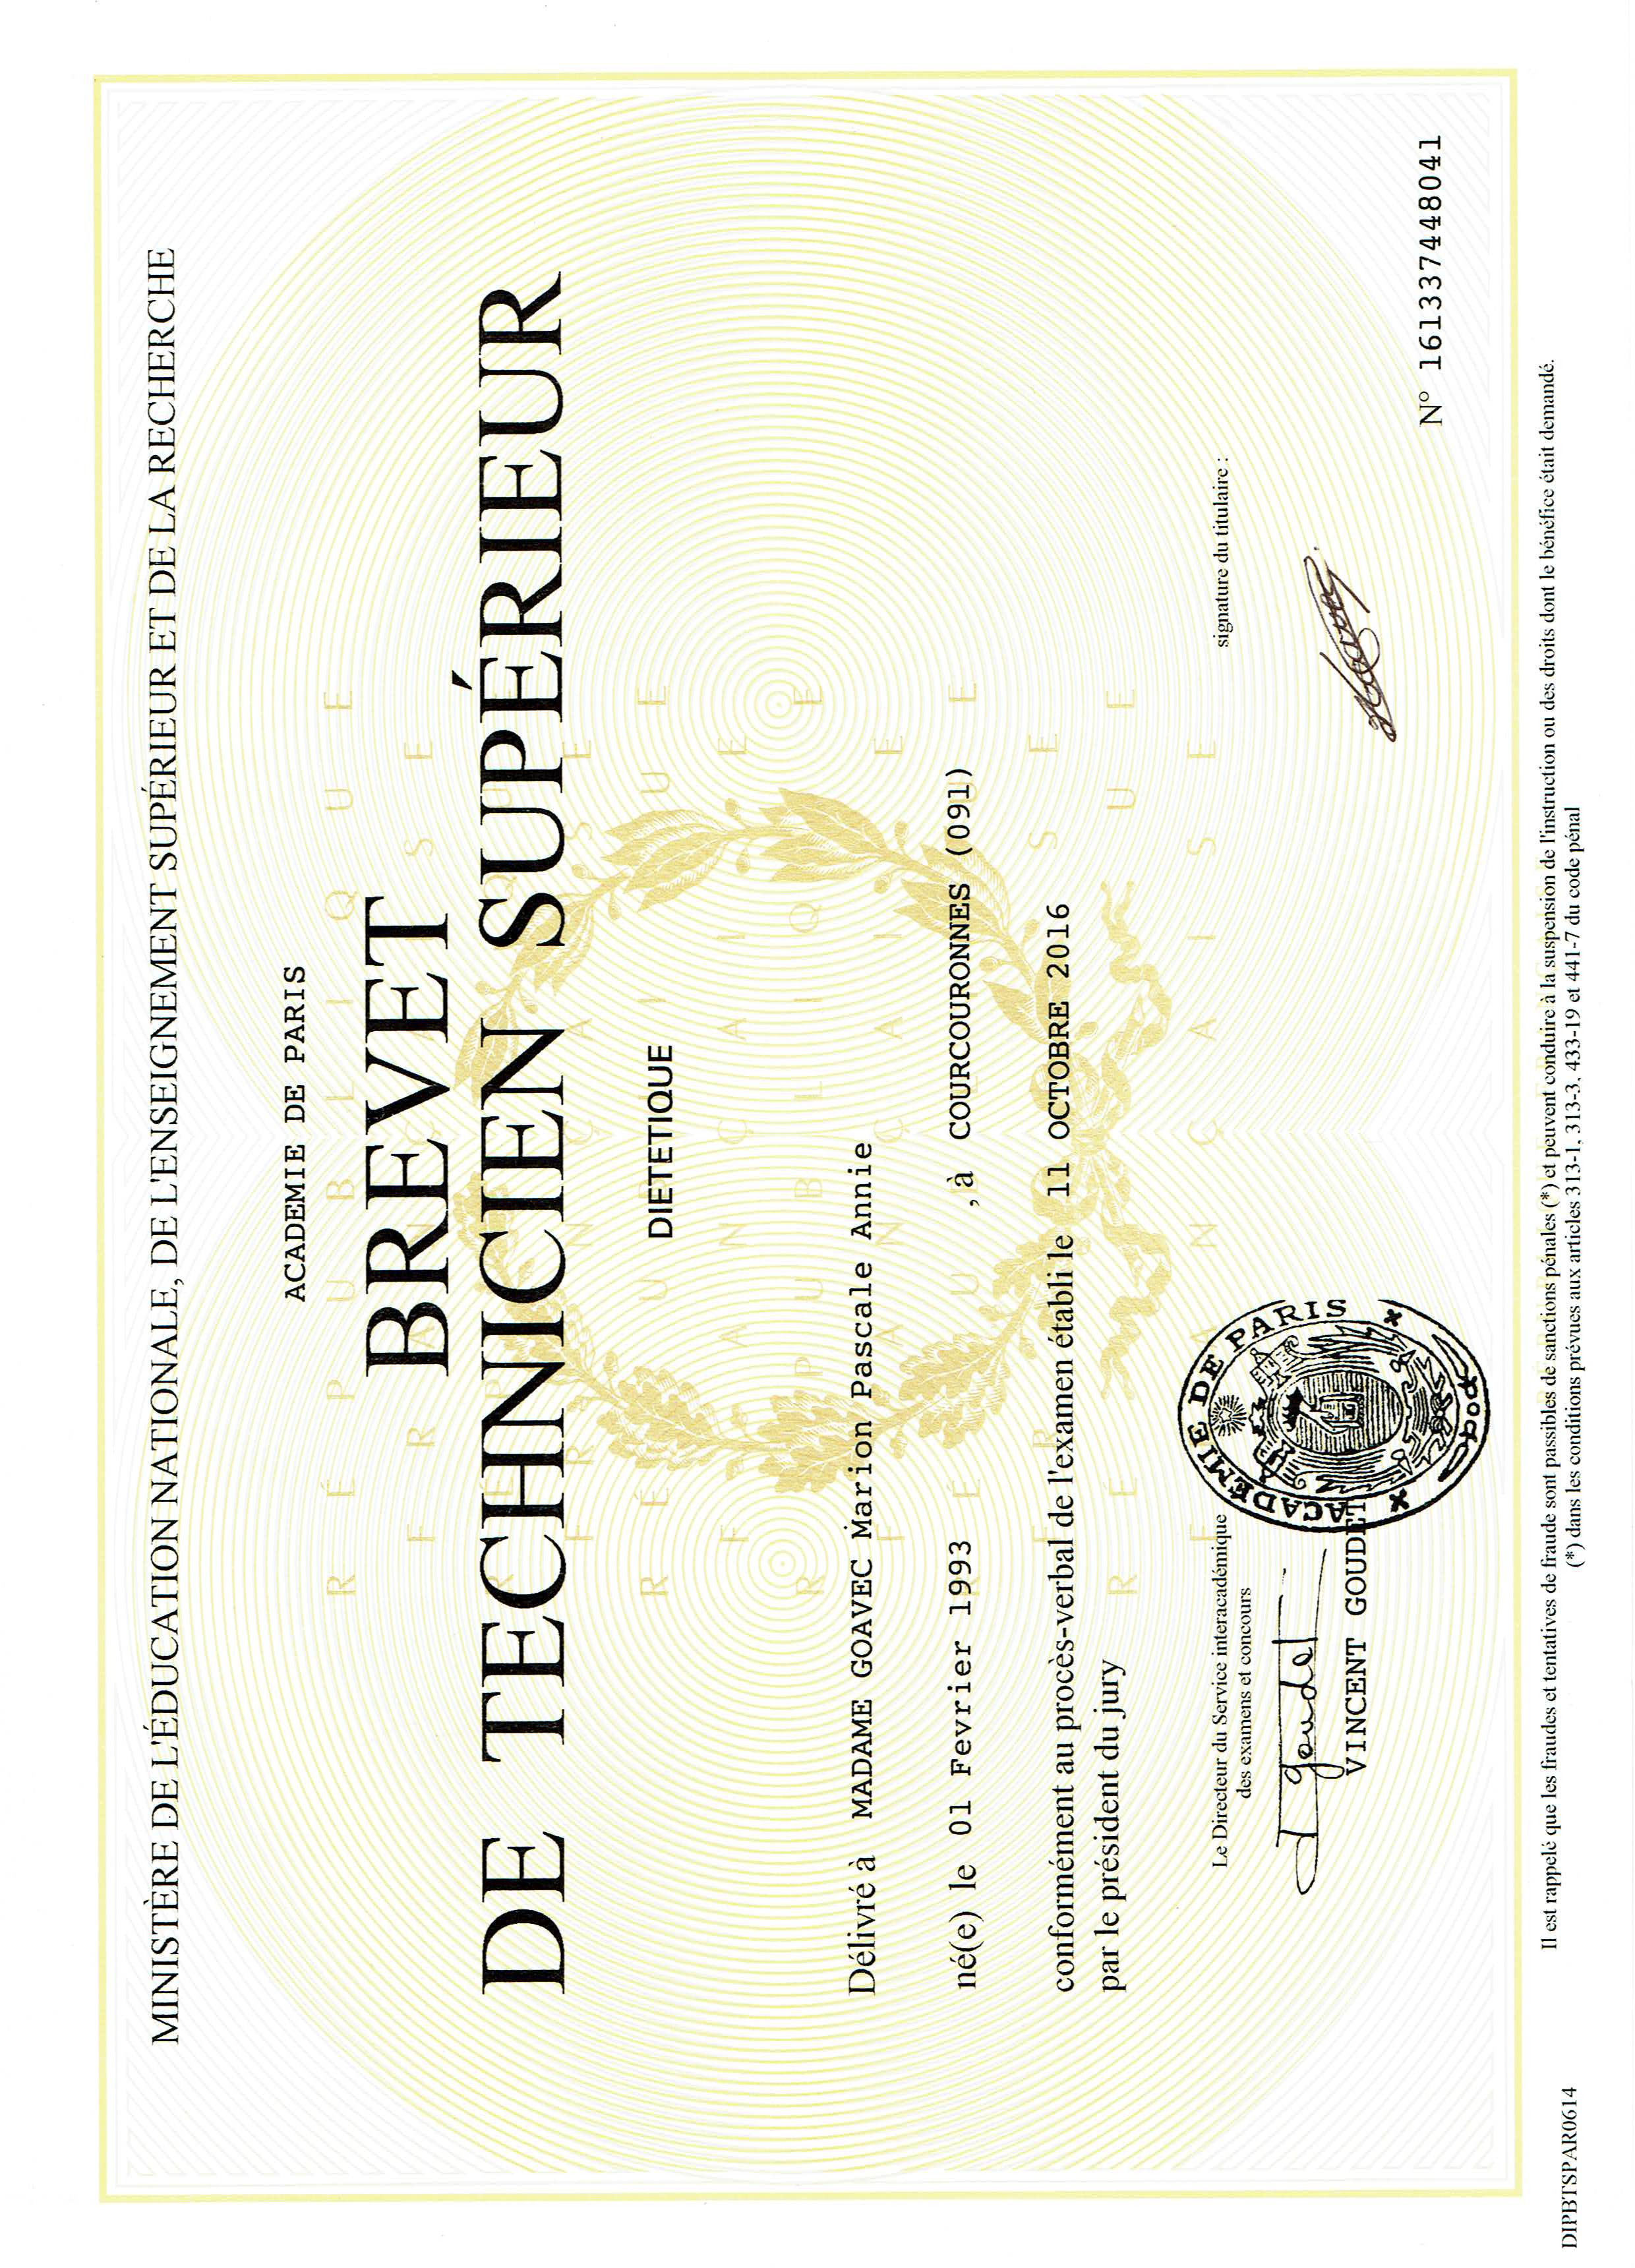 MINISTÈRE DE L'ÉDUCATION NATIONALE, DE L'ENSEIGNEMENT SUPÉRIEUR ET DE LA RECHERCHE
ACADEMIE DE PARIS
BREVET
DE TECHNICIEN SUPÉRIEUR
DIETETIQUE
Délivré à MADAME GOAVEC Marion Pascale Annie
né(e) le 01 Fevrier 1993 , à COURCOURONNES (091)
conformément au procès-verbal de l'examen établi le 11 OCTOBRE 2016
par le président du jury
Le Directeur du Service interacadémique
des examens et concours
signature du titulaire :
VINCENT GOUDET
ACADÉMIE DE PARIS
N° 161337448041
Il est rappelé que les fraudes et tentatives de fraude sont passibles de sanctions pénales (*) et peuvent conduire à la suspension de l'instruction ou des droits dont le bénéfice était demandé.
(*) dans les conditions prévues aux articles 313-1, 313-3, 433-19 et 441-7 du code pénal
DIPBTSPAR0614
RÉPUBLIQUE
FRANÇAISE